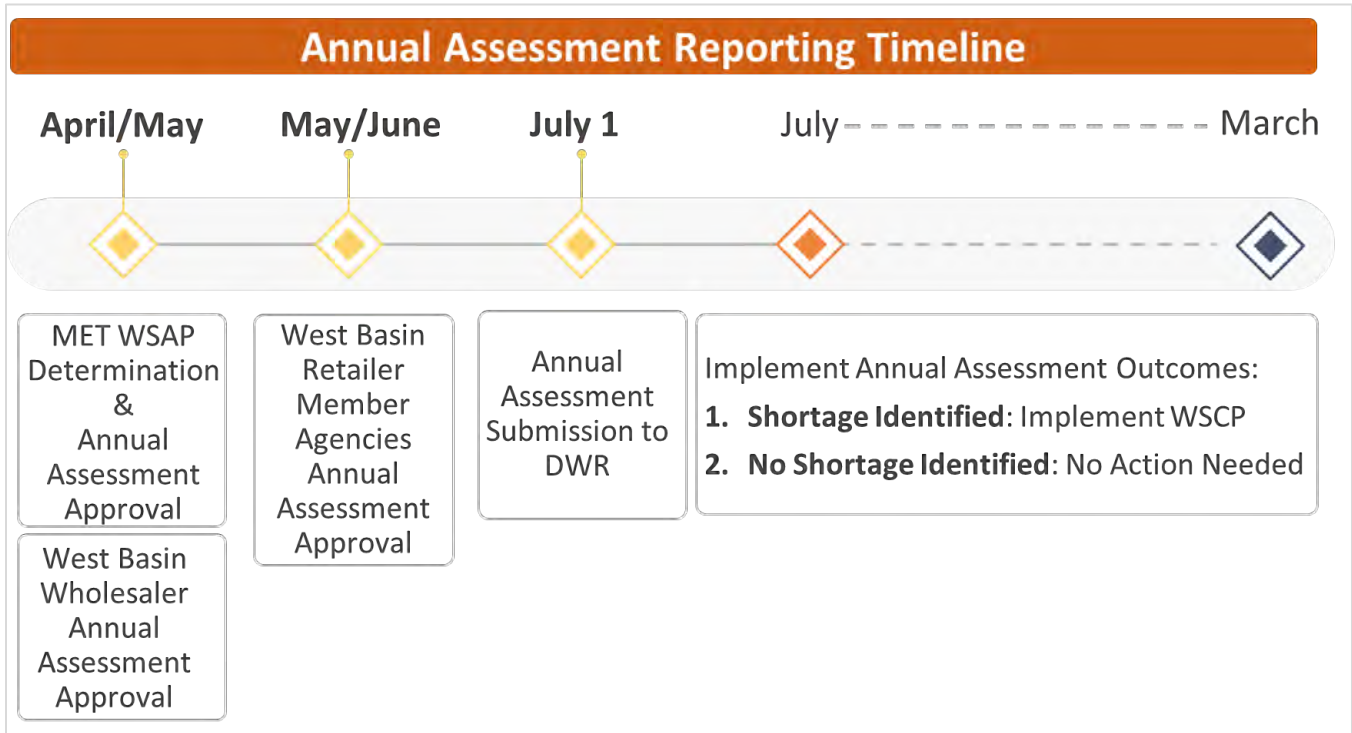 Annual Assessment Reporting Timeline
April/May
May/June
July 1
July
March
MET WSAP
Determination
&
Annual
Assessment
Approval
West Basin
Wholesaler
Annual
Assessment
Approval
West Basin
Retailer
Member
Agencies
Annual
Assessment
Approval
Annual
Assessment
Submission to
DWR
Implement Annual Assessment Outcomes:
1. Shortage Identified: Implement WSCP
2. No Shortage Identified: No Action Needed